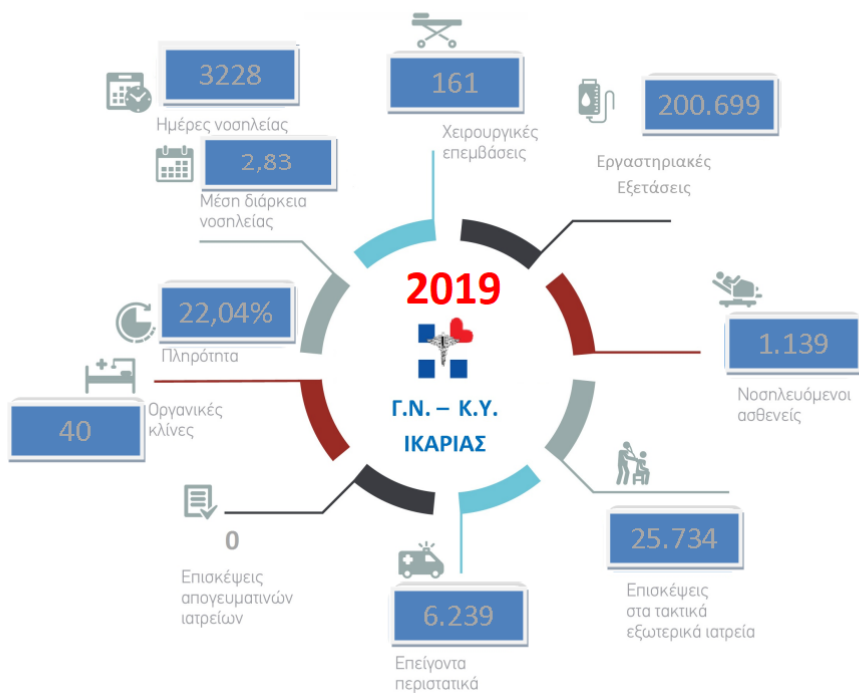 3228
Ημέρες νοσηλείας
2,83
Μέση διάρκεια
νοσηλείας
161
Χειρουργικές
επεμβάσεις
200.699
Εργαστηριακές
Εξετάσεις
22,04%
Πληρότητα
40
Οργανικές
κλίνες
2019
Γ.Ν. – Κ.Υ.
ΙΚΑΡΙΑΣ
1.139
Νοσηλευόμενοι
ασθενείς
0
Επισκέψεις
απογευματινών
ιατρείων
6.239
Επείγοντα
περιστατικά
25.734
Επισκέψεις
στα τακτικά
εξωτερικά ιατρεία